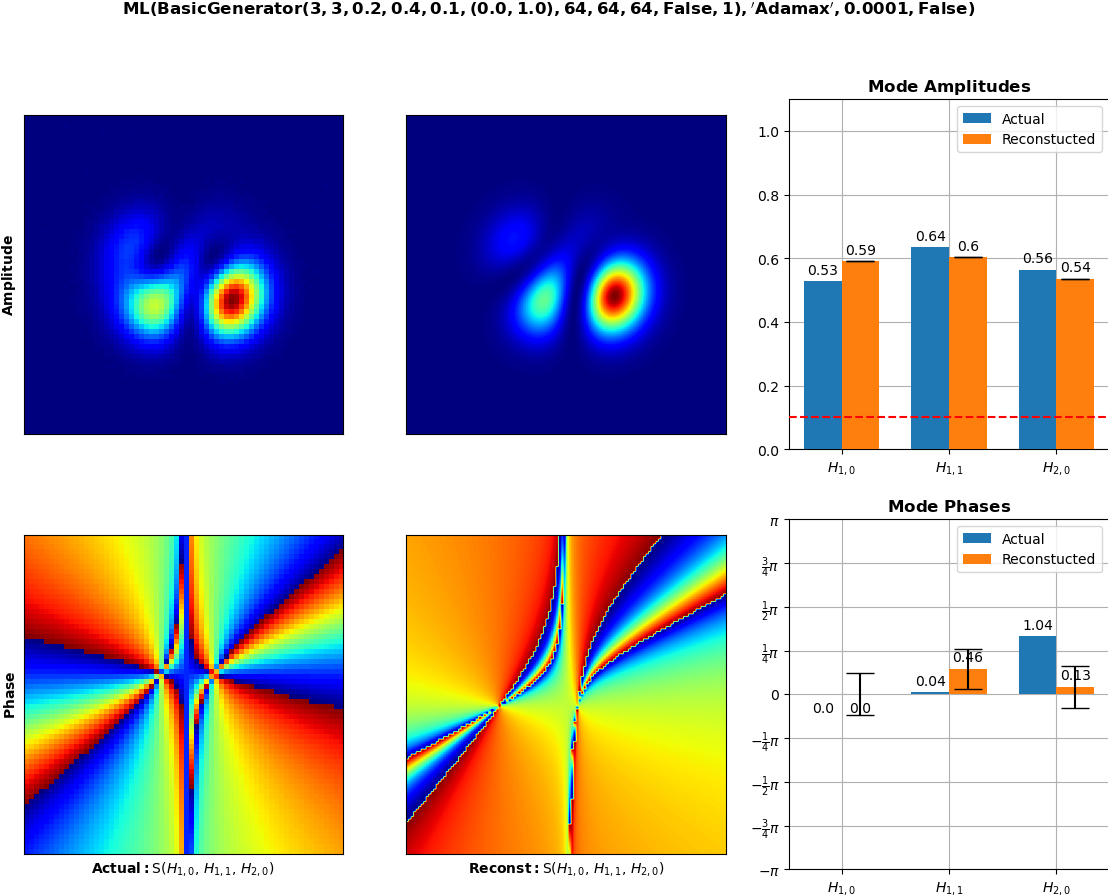 ML(BasicGenerator(3, 3, 0.2, 0.4, 0.1, (0.0, 1.0), 64, 64, 64, False, 1), 'Adamax', 0.0001, False)
Amplitude
Mode Amplitudes
Actual
Reconstucted
1.0
0.8
0.6
0.4
0.2
0.0
0.53
0.59
0.64
0.6
0.56
0.54
H1,0
H1,1
H2,0
Phase
Actual: S(H1,0, H1,1, H2,0)
Reconst: S(H1,0, H1,1, H2,0)
Mode Phases
Actual
Reconstucted
π
3/4π
1/2π
1/4π
0
−1/4π
−1/2π
−3/4π
−π
0.0
0.0
0.04
0.46
1.04
0.13
H1,0
H1,1
H2,0